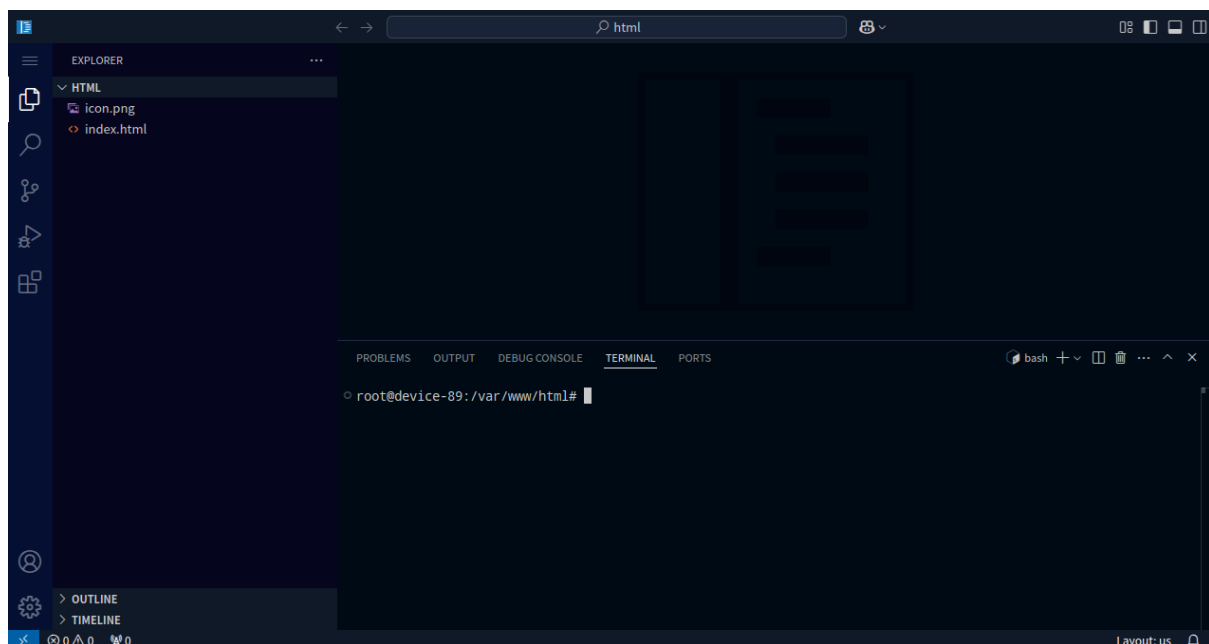 html
EXPLORER
HTML
icon.png
index.html
PROBLEMS OUTPUT DEBUG CONSOLE TERMINAL PORTS bash
root@device-89:/var/www/html#
OUTLINE
TIMELINE
0 0 0 Layout: us